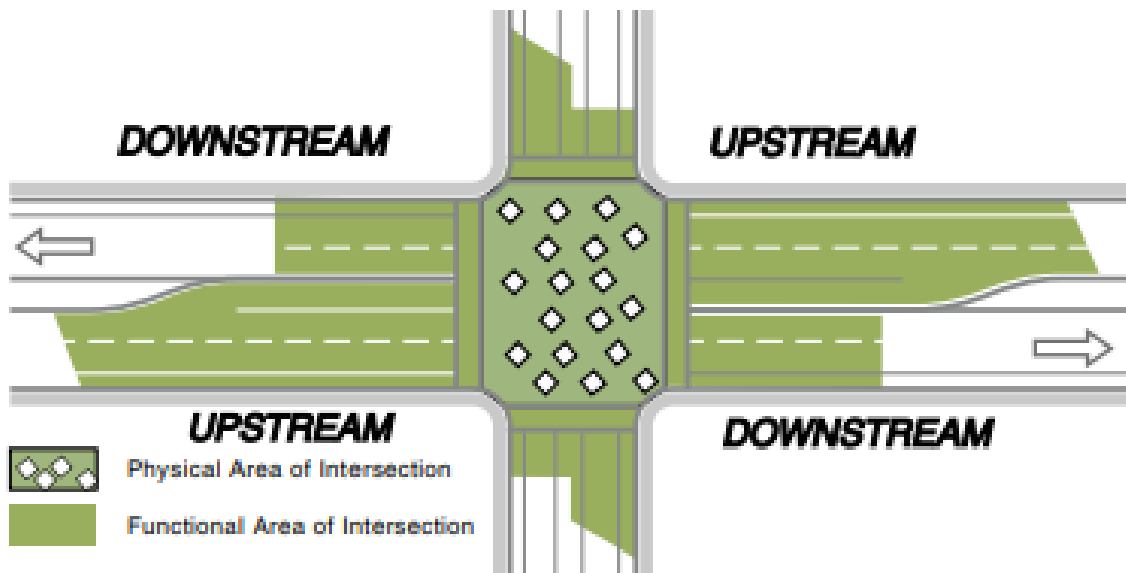 DOWNSTREAM
UPSTREAM
UPSTREAM
DOWNSTREAM
Physical Area of Intersection
Functional Area of Intersection